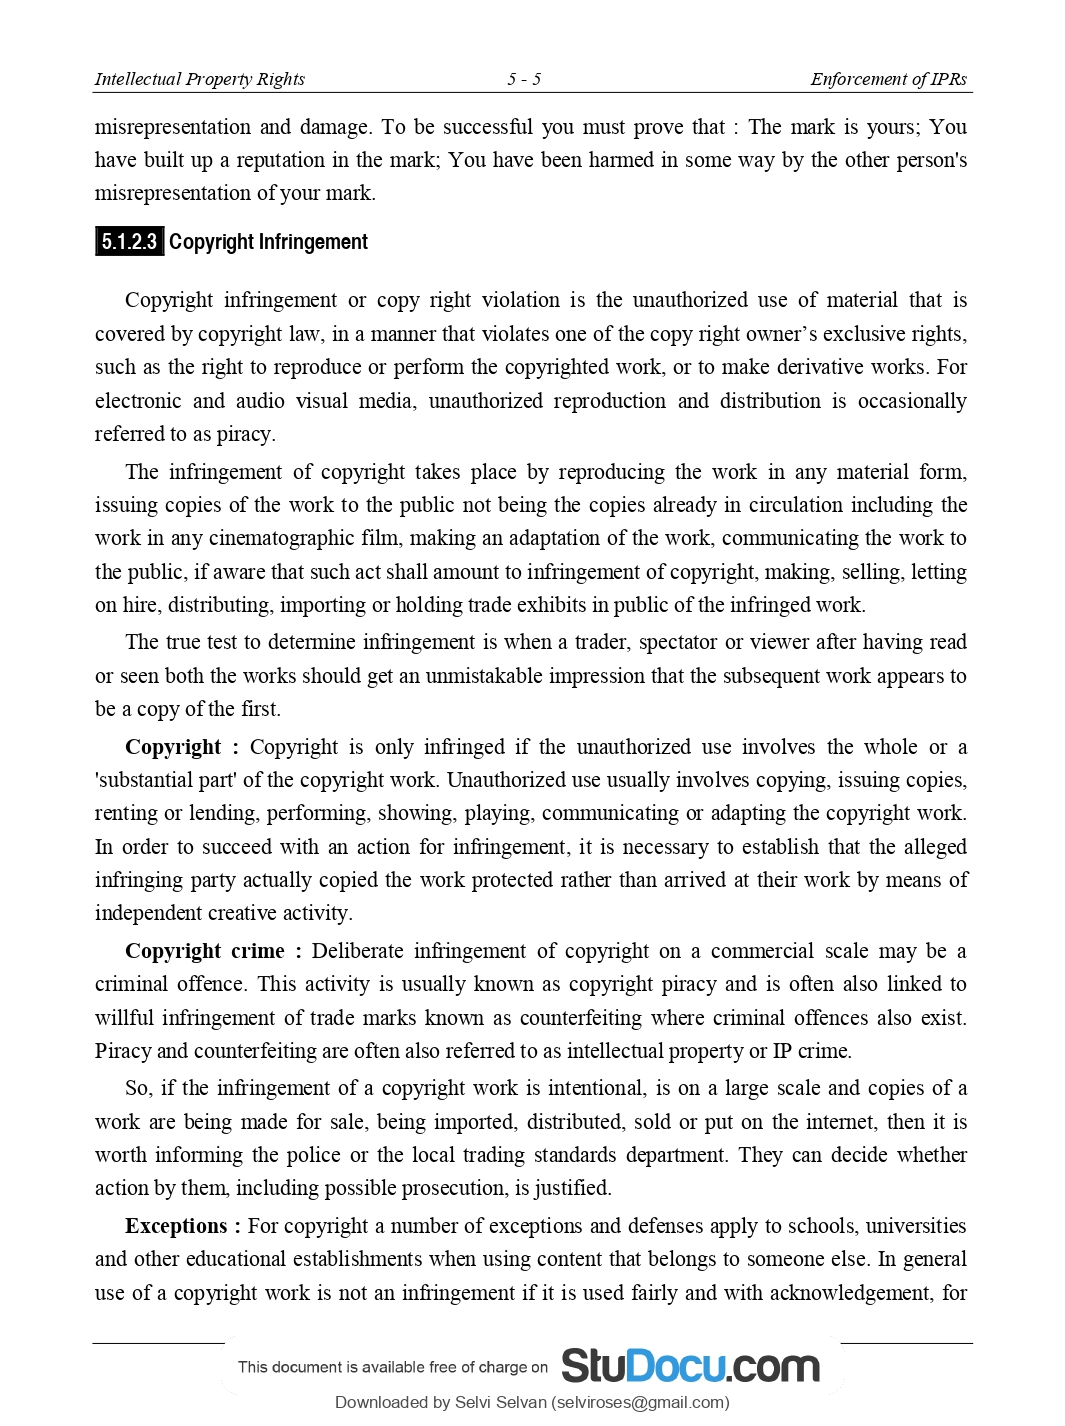 Intellectual Property Rights 5 - 5 Enforcement of IPRs
misrepresentation and damage. To be successful you must prove that : The mark is yours; You
have built up a reputation in the mark; You have been harmed in some way by the other person's
misrepresentation of your mark.
5.1.2.3 Copyright Infringement
Copyright infringement or copy right violation is the unauthorized use of material that is
covered by copyright law, in a manner that violates one of the copy right owner’s exclusive rights,
such as the right to reproduce or perform the copyrighted work, or to make derivative works. For
electronic and audio visual media, unauthorized reproduction and distribution is occasionally
referred to as piracy.
The infringement of copyright takes place by reproducing the work in any material form,
issuing copies of the work to the public not being the copies already in circulation including the
work in any cinematographic film, making an adaptation of the work, communicating the work to
the public, if aware that such act shall amount to infringement of copyright, making, selling, letting
on hire, distributing, importing or holding trade exhibits in public of the infringed work.
The true test to determine infringement is when a trader, spectator or viewer after having read
or seen both the works should get an unmistakable impression that the subsequent work appears to
be a copy of the first.
Copyright : Copyright is only infringed if the unauthorized use involves the whole or a
'substantial part' of the copyright work. Unauthorized use usually involves copying, issuing copies,
renting or lending, performing, showing, playing, communicating or adapting the copyright work.
In order to succeed with an action for infringement, it is necessary to establish that the alleged
infringing party actually copied the work protected rather than arrived at their work by means of
independent creative activity.
Copyright crime : Deliberate infringement of copyright on a commercial scale may be a
criminal offence. This activity is usually known as copyright piracy and is often also linked to
willful infringement of trade marks known as counterfeiting where criminal offences also exist.
Piracy and counterfeiting are often also referred to as intellectual property or IP crime.
So, if the infringement of a copyright work is intentional, is on a large scale and copies of a
work are being made for sale, being imported, distributed, sold or put on the internet, then it is
worth informing the police or the local trading standards department. They can decide whether
action by them, including possible prosecution, is justified.
Exceptions : For copyright a number of exceptions and defenses apply to schools, universities
and other educational establishments when using content that belongs to someone else. In general
use of a copyright work is not an infringement if it is used fairly and with acknowledgement, for
This document is available free of charge on StuDocu.com
Downloaded by Selvi Selvan (selviroses@gmail.com)